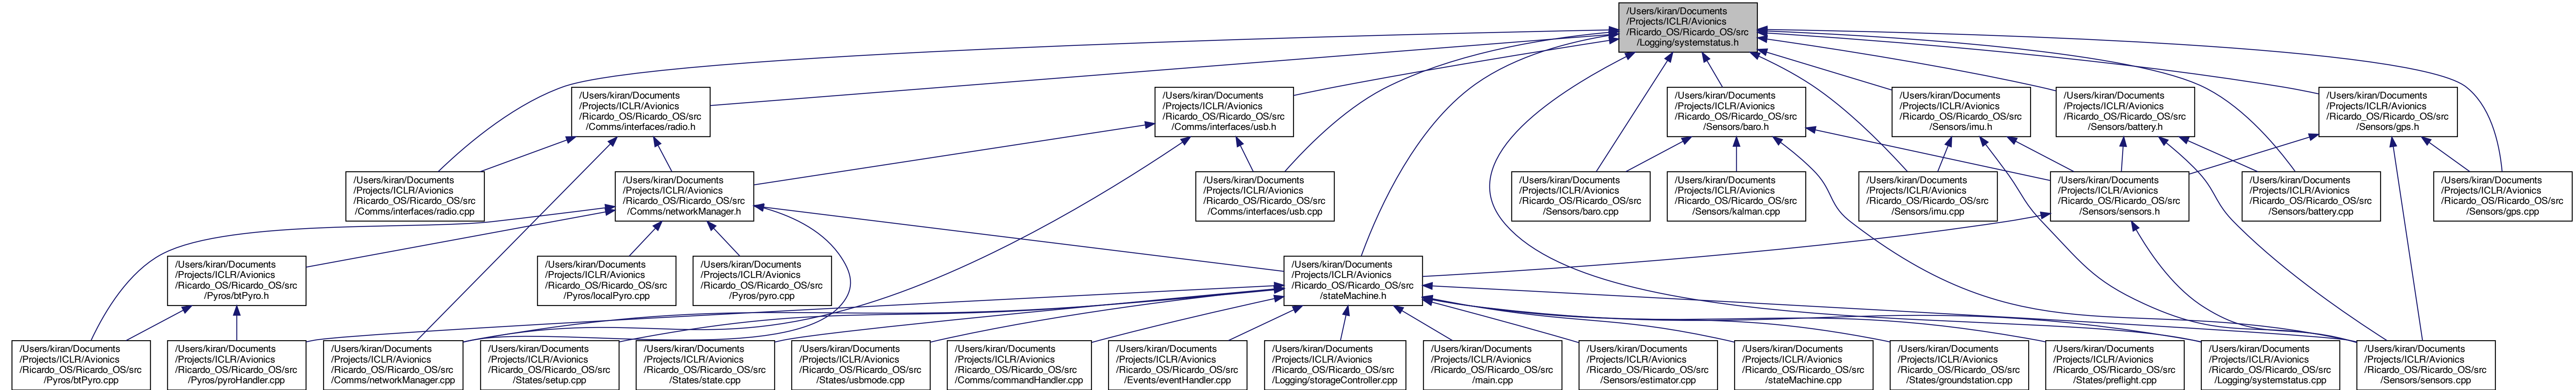 /Users/kiran/Documents
/Projects/ICLR/Avionics
/Ricardo_OS/Ricardo_OS/src
/Logging/systemstatus.h
/Users/kiran/Documents
/Projects/ICLR/Avionics
/Ricardo_OS/Ricardo_OS/src
/Comms/interfaces/radio.h
/Users/kiran/Documents
/Projects/ICLR/Avionics
/Ricardo_OS/Ricardo_OS/src
/Comms/interfaces/usb.h
/Users/kiran/Documents
/Projects/ICLR/Avionics
/Ricardo_OS/Ricardo_OS/src
/Sensors/baro.h
/Users/kiran/Documents
/Projects/ICLR/Avionics
/Ricardo_OS/Ricardo_OS/src
/Sensors/imu.h
/Users/kiran/Documents
/Projects/ICLR/Avionics
/Ricardo_OS/Ricardo_OS/src
/Sensors/battery.h
/Users/kiran/Documents
/Projects/ICLR/Avionics
/Ricardo_OS/Ricardo_OS/src
/Sensors/gps.h
/Users/kiran/Documents
/Projects/ICLR/Avionics
/Ricardo_OS/Ricardo_OS/src
/Comms/interfaces/radio.cpp
/Users/kiran/Documents
/Projects/ICLR/Avionics
/Ricardo_OS/Ricardo_OS/src
/Comms/networkManager.h
/Users/kiran/Documents
/Projects/ICLR/Avionics
/Ricardo_OS/Ricardo_OS/src
/Comms/interfaces/usb.cpp
/Users/kiran/Documents
/Projects/ICLR/Avionics
/Ricardo_OS/Ricardo_OS/src
/Sensors/baro.cpp
/Users/kiran/Documents
/Projects/ICLR/Avionics
/Ricardo_OS/Ricardo_OS/src
/Sensors/kalman.cpp
/Users/kiran/Documents
/Projects/ICLR/Avionics
/Ricardo_OS/Ricardo_OS/src
/Sensors/imu.cpp
/Users/kiran/Documents
/Projects/ICLR/Avionics
/Ricardo_OS/Ricardo_OS/src
/Sensors/sensors.h
/Users/kiran/Documents
/Projects/ICLR/Avionics
/Ricardo_OS/Ricardo_OS/src
/Sensors/battery.cpp
/Users/kiran/Documents
/Projects/ICLR/Avionics
/Ricardo_OS/Ricardo_OS/src
/Sensors/gps.cpp
/Users/kiran/Documents
/Projects/ICLR/Avionics
/Ricardo_OS/Ricardo_OS/src
/Pyros/btPyro.h
/Users/kiran/Documents
/Projects/ICLR/Avionics
/Ricardo_OS/Ricardo_OS/src
/Pyros/localPyro.cpp
/Users/kiran/Documents
/Projects/ICLR/Avionics
/Ricardo_OS/Ricardo_OS/src
/Pyros/pyro.cpp
/Users/kiran/Documents
/Projects/ICLR/Avionics
/Ricardo_OS/Ricardo_OS/src
/stateMachine.h
/Users/kiran/Documents
/Projects/ICLR/Avionics
/Ricardo_OS/Ricardo_OS/src
/Pyros/btPyro.cpp
/Users/kiran/Documents
/Projects/ICLR/Avionics
/Ricardo_OS/Ricardo_OS/src
/Pyros/pyroHandler.cpp
/Users/kiran/Documents
/Projects/ICLR/Avionics
/Ricardo_OS/Ricardo_OS/src
/Comms/networkManager.cpp
/Users/kiran/Documents
/Projects/ICLR/Avionics
/Ricardo_OS/Ricardo_OS/src
/States/setup.cpp
/Users/kiran/Documents
/Projects/ICLR/Avionics
/Ricardo_OS/Ricardo_OS/src
/States/state.cpp
/Users/kiran/Documents
/Projects/ICLR/Avionics
/Ricardo_OS/Ricardo_OS/src
/States/usbmode.cpp
/Users/kiran/Documents
/Projects/ICLR/Avionics
/Ricardo_OS/Ricardo_OS/src
/Comms/commandHandler.cpp
/Users/kiran/Documents
/Projects/ICLR/Avionics
/Ricardo_OS/Ricardo_OS/src
/Events/eventHandler.cpp
/Users/kiran/Documents
/Projects/ICLR/Avionics
/Ricardo_OS/Ricardo_OS/src
/Logging/storageController.cpp
/Users/kiran/Documents
/Projects/ICLR/Avionics
/Ricardo_OS/Ricardo_OS/src
/main.cpp
/Users/kiran/Documents
/Projects/ICLR/Avionics
/Ricardo_OS/Ricardo_OS/src
/Sensors/estimator.cpp
/Users/kiran/Documents
/Projects/ICLR/Avionics
/Ricardo_OS/Ricardo_OS/src
/stateMachine.cpp
/Users/kiran/Documents
/Projects/ICLR/Avionics
/Ricardo_OS/Ricardo_OS/src
/States/groundstation.cpp
/Users/kiran/Documents
/Projects/ICLR/Avionics
/Ricardo_OS/Ricardo_OS/src
/States/preflight.cpp
/Users/kiran/Documents
/Projects/ICLR/Avionics
/Ricardo_OS/Ricardo_OS/src
/Logging/systemstatus.cpp
/Users/kiran/Documents
/Projects/ICLR/Avionics
/Ricardo_OS/Ricardo_OS/src
/Sensors/sensors.cpp